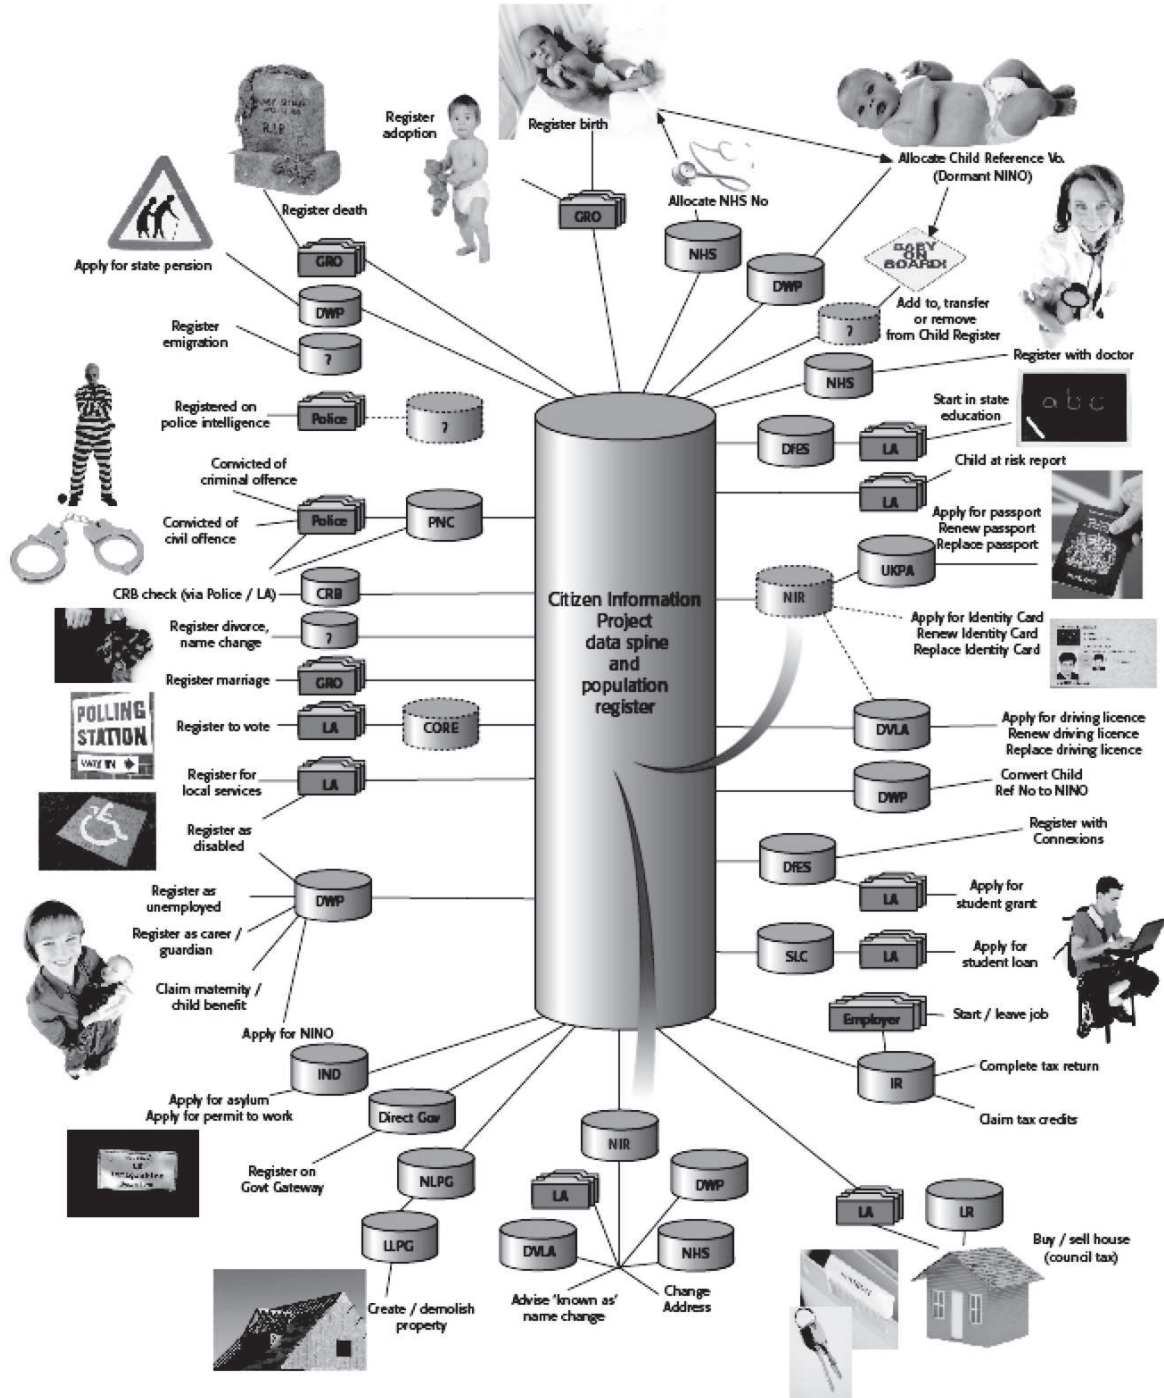 Register birth
Register
adoption
R.I.P
Register death
GRO
Allocate NHS No
Allocate Child Reference Vo.
(Dormant NINO)
GRO
NHS
DWP
BABY
ON
BOARD!
?
Add to, transfer
or remove
from Child Register
Apply for state pension
DWP
Register
emigration
?
NHS
Register with doctor
Registered on
police intelligence
Police
?
DfES
LA
Start in state
education
a b c
LA
Child at risk report
Convicted of
criminal offence
Convicted of
civil offence
Police
PNC
Apply for passport
Renew passport
Replace passport
UKPA
NIR
CRB check (via Police / LA)
CRB
Citizen Information
Project
data spine
and
population
register
Apply for Identity Card
Renew Identity Card
Replace Identity Card
Register divorce,
name change
?
Register marriage
GRO
POLLING
STATION
WAY IN
Register to vote
LA
CORE
DVLA
Apply for driving licence
Renew driving licence
Replace driving licence
Register for
local services
LA
DWP
Convert Child
Ref No to NINO
Register as
disabled
DfES
Register with
Connexions
LA
Apply for
student grant
Register as
unemployed
Register as carer /
guardian
Claim maternity /
child benefit
Apply for NINO
DWP
SLC
LA
Apply for
student loan
Employer
Start / leave job
IR
Complete tax return
Claim tax credits
IND
Apply for asylum
Apply for permit to work
Direct Gov
Register on
Govt Gateway
NLPG
LLPG
Create / demolish
property
NIR
LA
DWP
DVLA
NHS
Advise 'known as'
name change
Change
Address
LA
LR
Buy / sell house
(council tax)